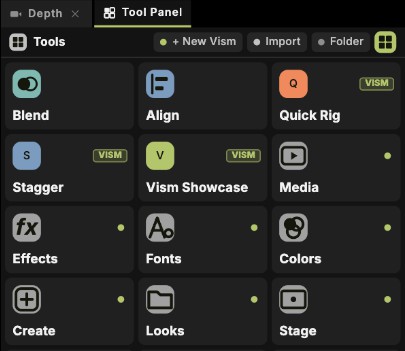 Depth
Tool Panel
Tools
+ New Vism
Import
Folder
Blend
Align
Q
VISM
Quick Rig
S
VISM
Stagger
V
VISM
Vism Showcase
Media
fx
Effects
A
Fonts
Colors
Create
Looks
Stage